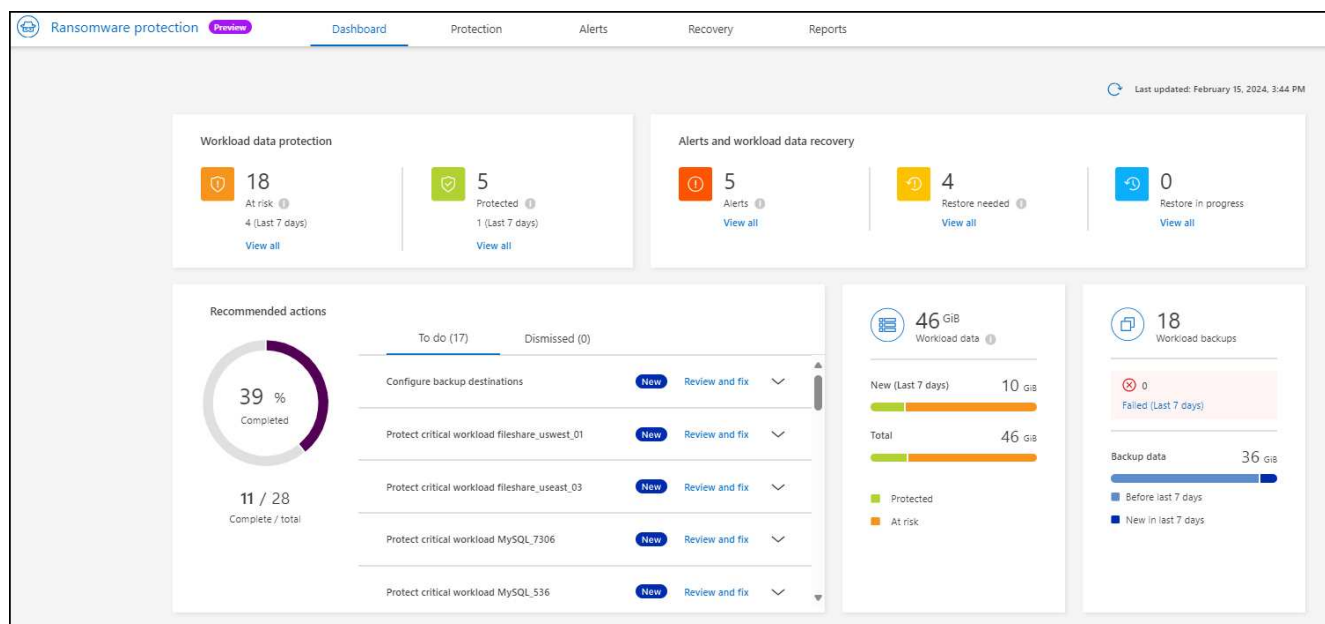 Ransomware protection Preview Dashboard Protection Alerts Recovery Reports
Last updated: February 15, 2024, 3:44 PM
Workload data protection
18
At risk
4 (Last 7 days)
View all
5
Protected
1 (Last 7 days)
View all
Alerts and workload data recovery
5
Alerts
View all
4
Restore needed
View all
0
Restore in progress
View all
Recommended actions
39 %
Completed
11 / 28
Complete / total
To do (17) Dismissed (0)
Configure backup destinations New Review and fix
Protect critical workload fileshare_uswest_01 New Review and fix
Protect critical workload fileshare_useast_03 New Review and fix
Protect critical workload MySQL_7306 New Review and fix
Protect critical workload MySQL_536 New Review and fix
46 GiB
Workload data
New (Last 7 days) 10 GiB
Total 46 GiB
Protected
At risk
18
Workload backups
0
Failed (Last 7 days)
Backup data 36 GiB
Before last 7 days
New in last 7 days